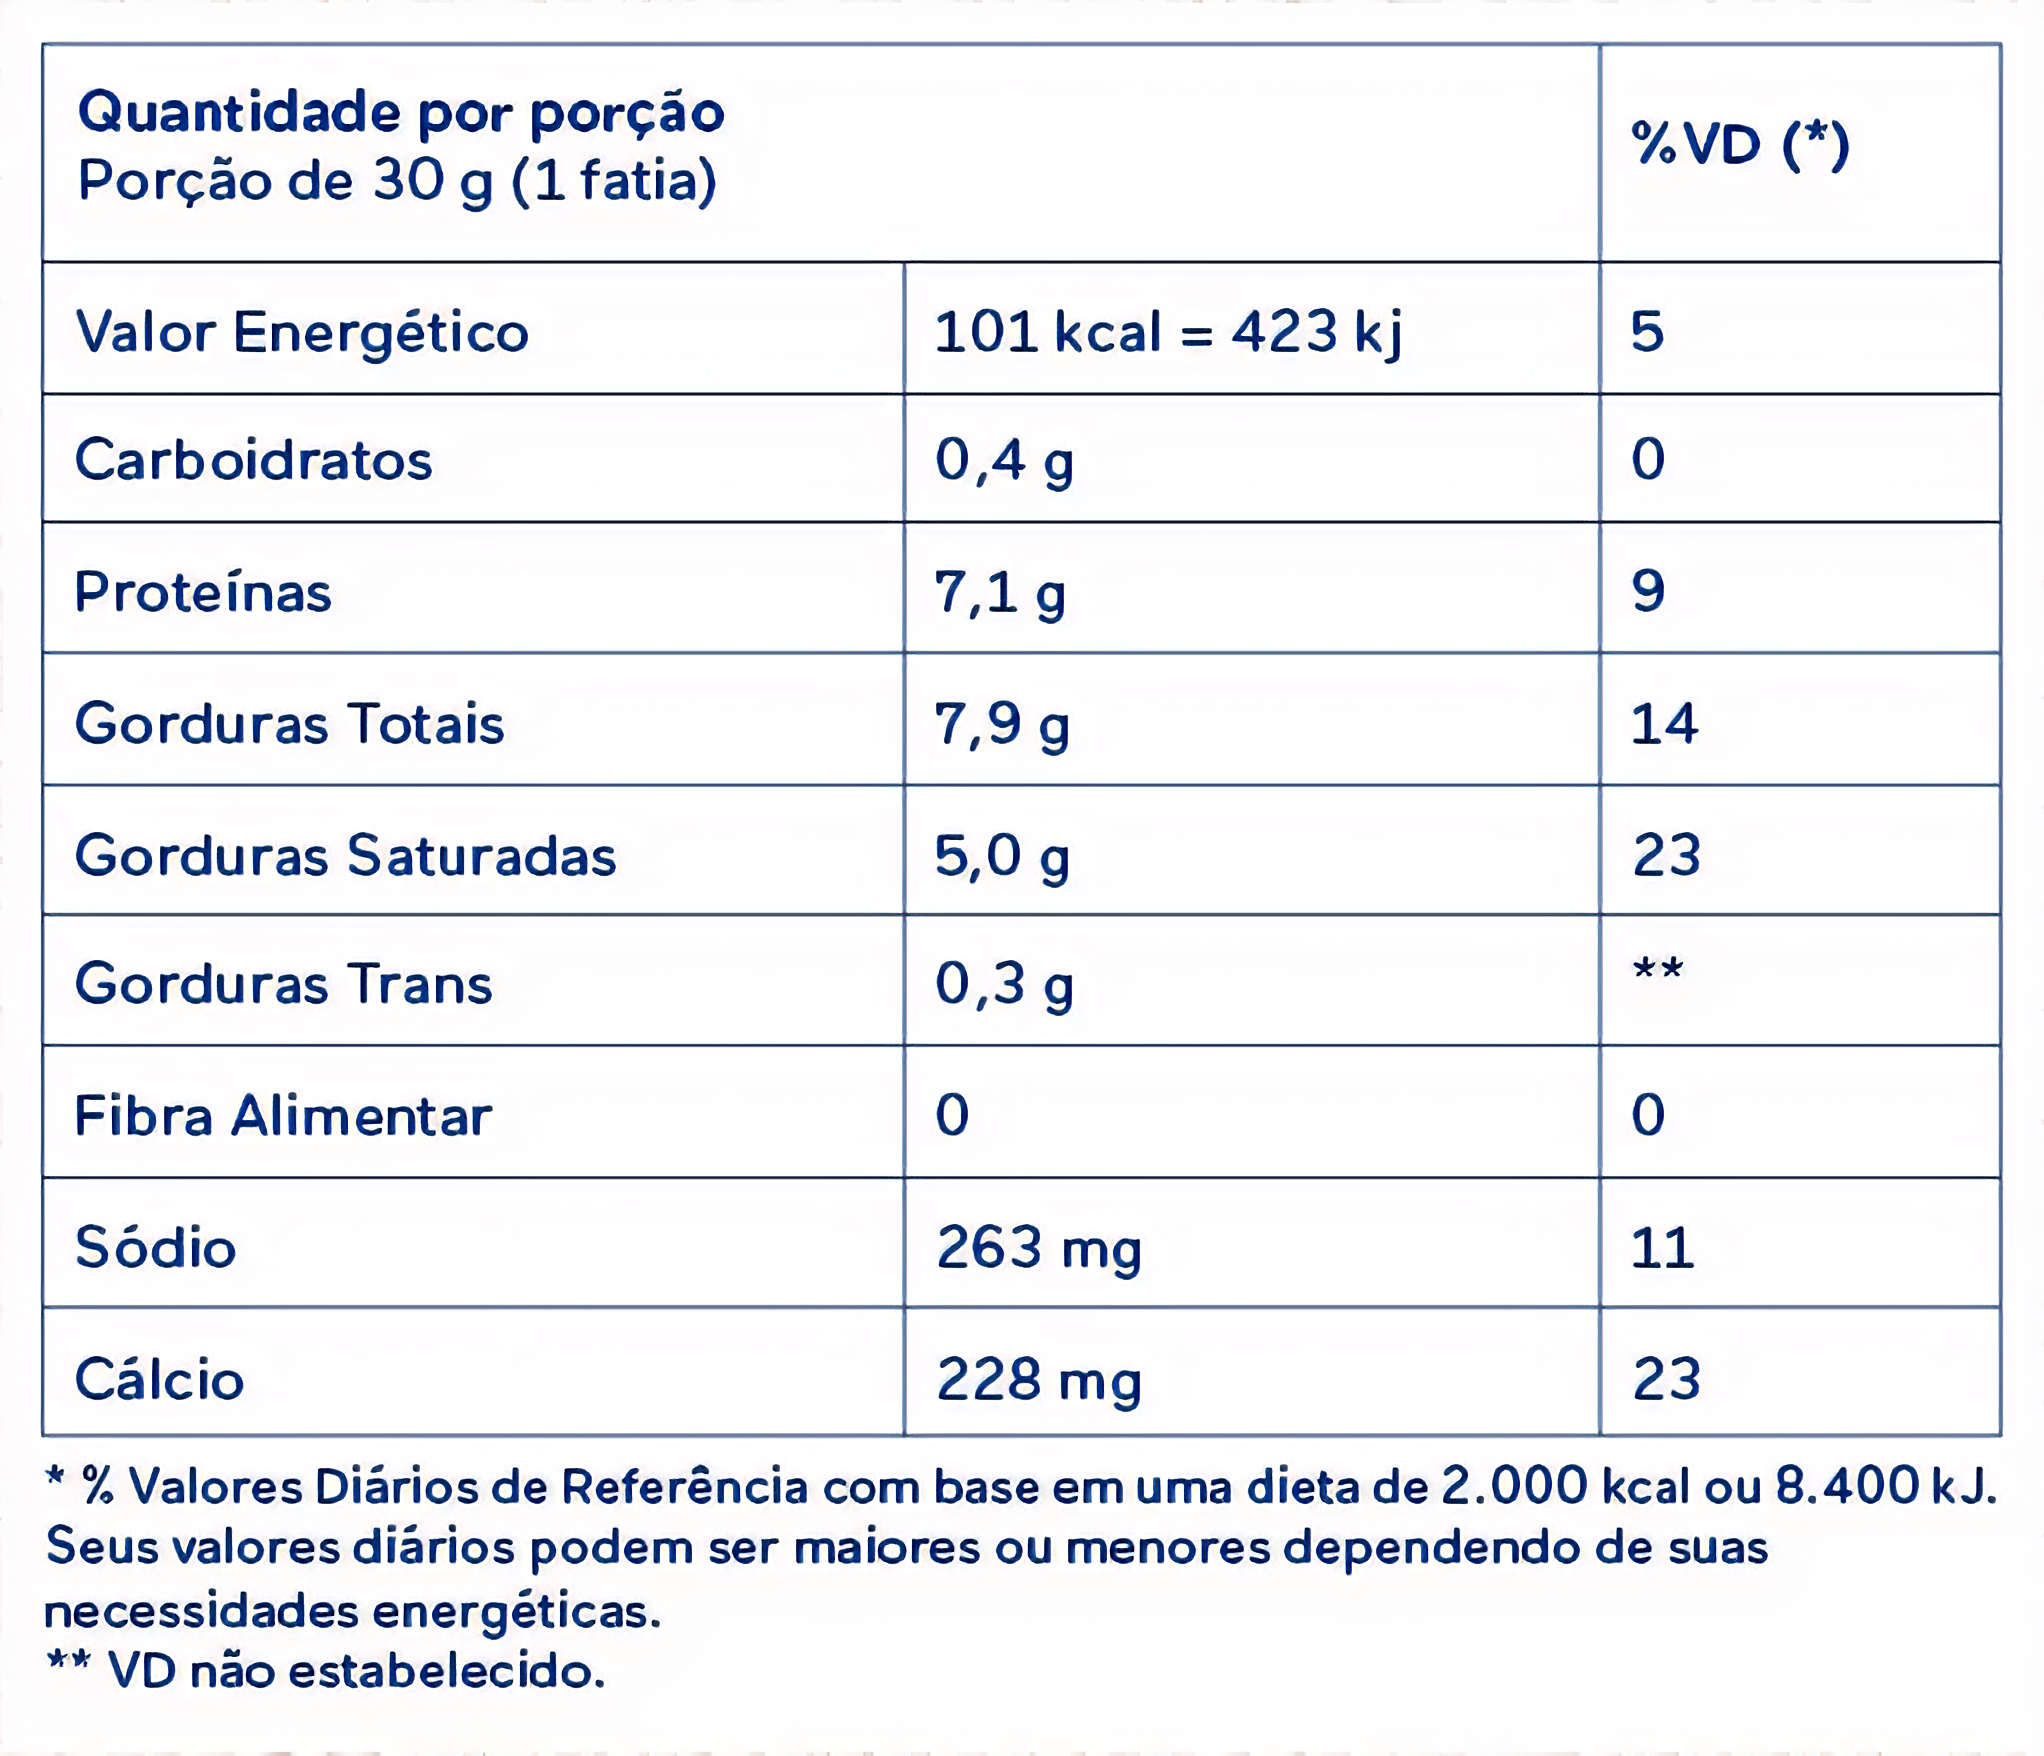 Quantidade por porção
Porção de 30 g (1 fatia)
%VD (*)
Valor Energético 101 kcal = 423 kj 5
Carboidratos 0,4 g 0
Proteínas 7,1 g 9
Gorduras Totais 7,9 g 14
Gorduras Saturadas 5,0 g 23
Gorduras Trans 0,3 g **
Fibra Alimentar 0 0
Sódio 263 mg 11
Cálcio 228 mg 23
* % Valores Diários de Referência com base em uma dieta de 2.000 kcal ou 8.400 kJ.
Seus valores diários podem ser maiores ou menores dependendo de suas
necessidades energéticas.
** VD não estabelecido.